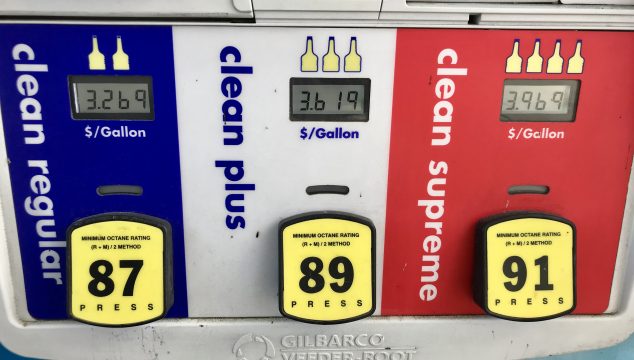 clean regular
3.269
$/Gallon
MINIMUM OCTANE RATING
(R + M) / 2 METHOD
87
PRESS
clean plus
3.619
$/Gallon
MINIMUM OCTANE RATING
(R + M) / 2 METHOD
89
PRESS
clean supreme
3.969
$/Gallon
MINIMUM OCTANE RATING
(R + M) / 2 METHOD
91
PRESS
GILBARCO
VEEDER-ROOT